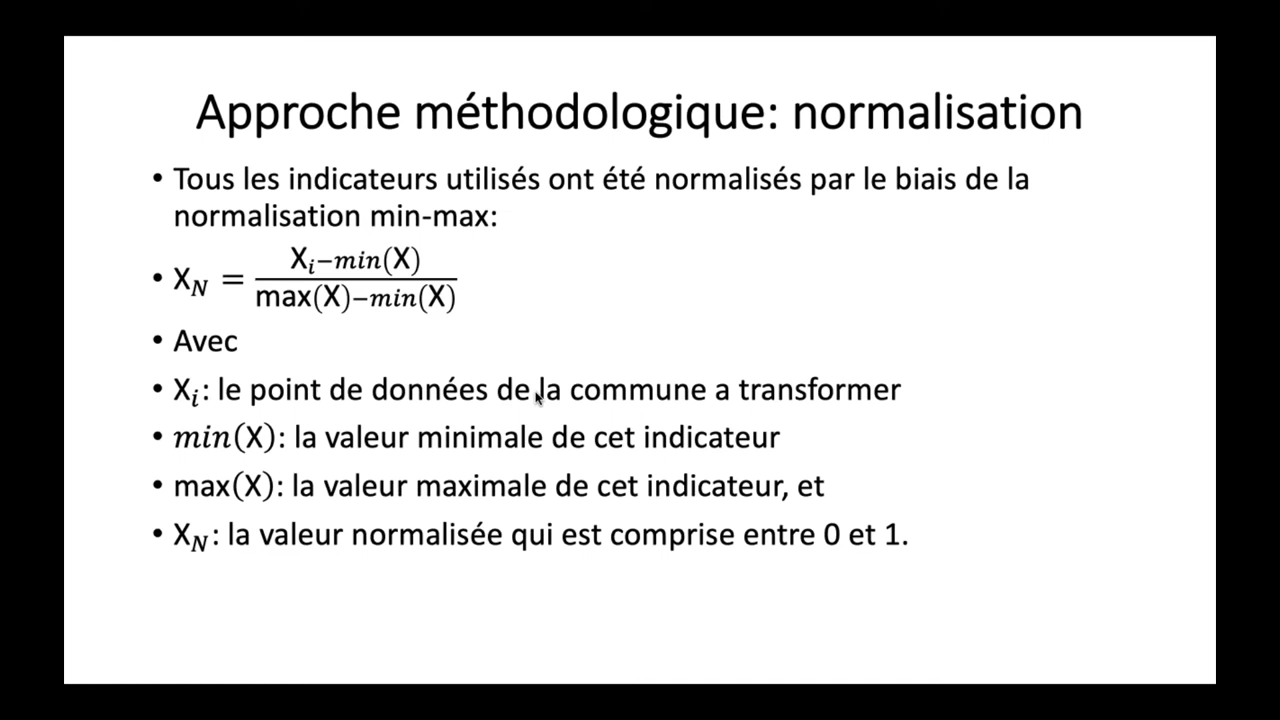 Approche méthodologique: normalisation
• Tous les indicateurs utilisés ont été normalisés par le biais de la
normalisation min-max:
• X_N = (X_i−min(X))/(max(X)−min(X))
• Avec
• X_i: le point de données de la commune a transformer
• min(X): la valeur minimale de cet indicateur
• max(X): la valeur maximale de cet indicateur, et
• X_N: la valeur normalisée qui est comprise entre 0 et 1.